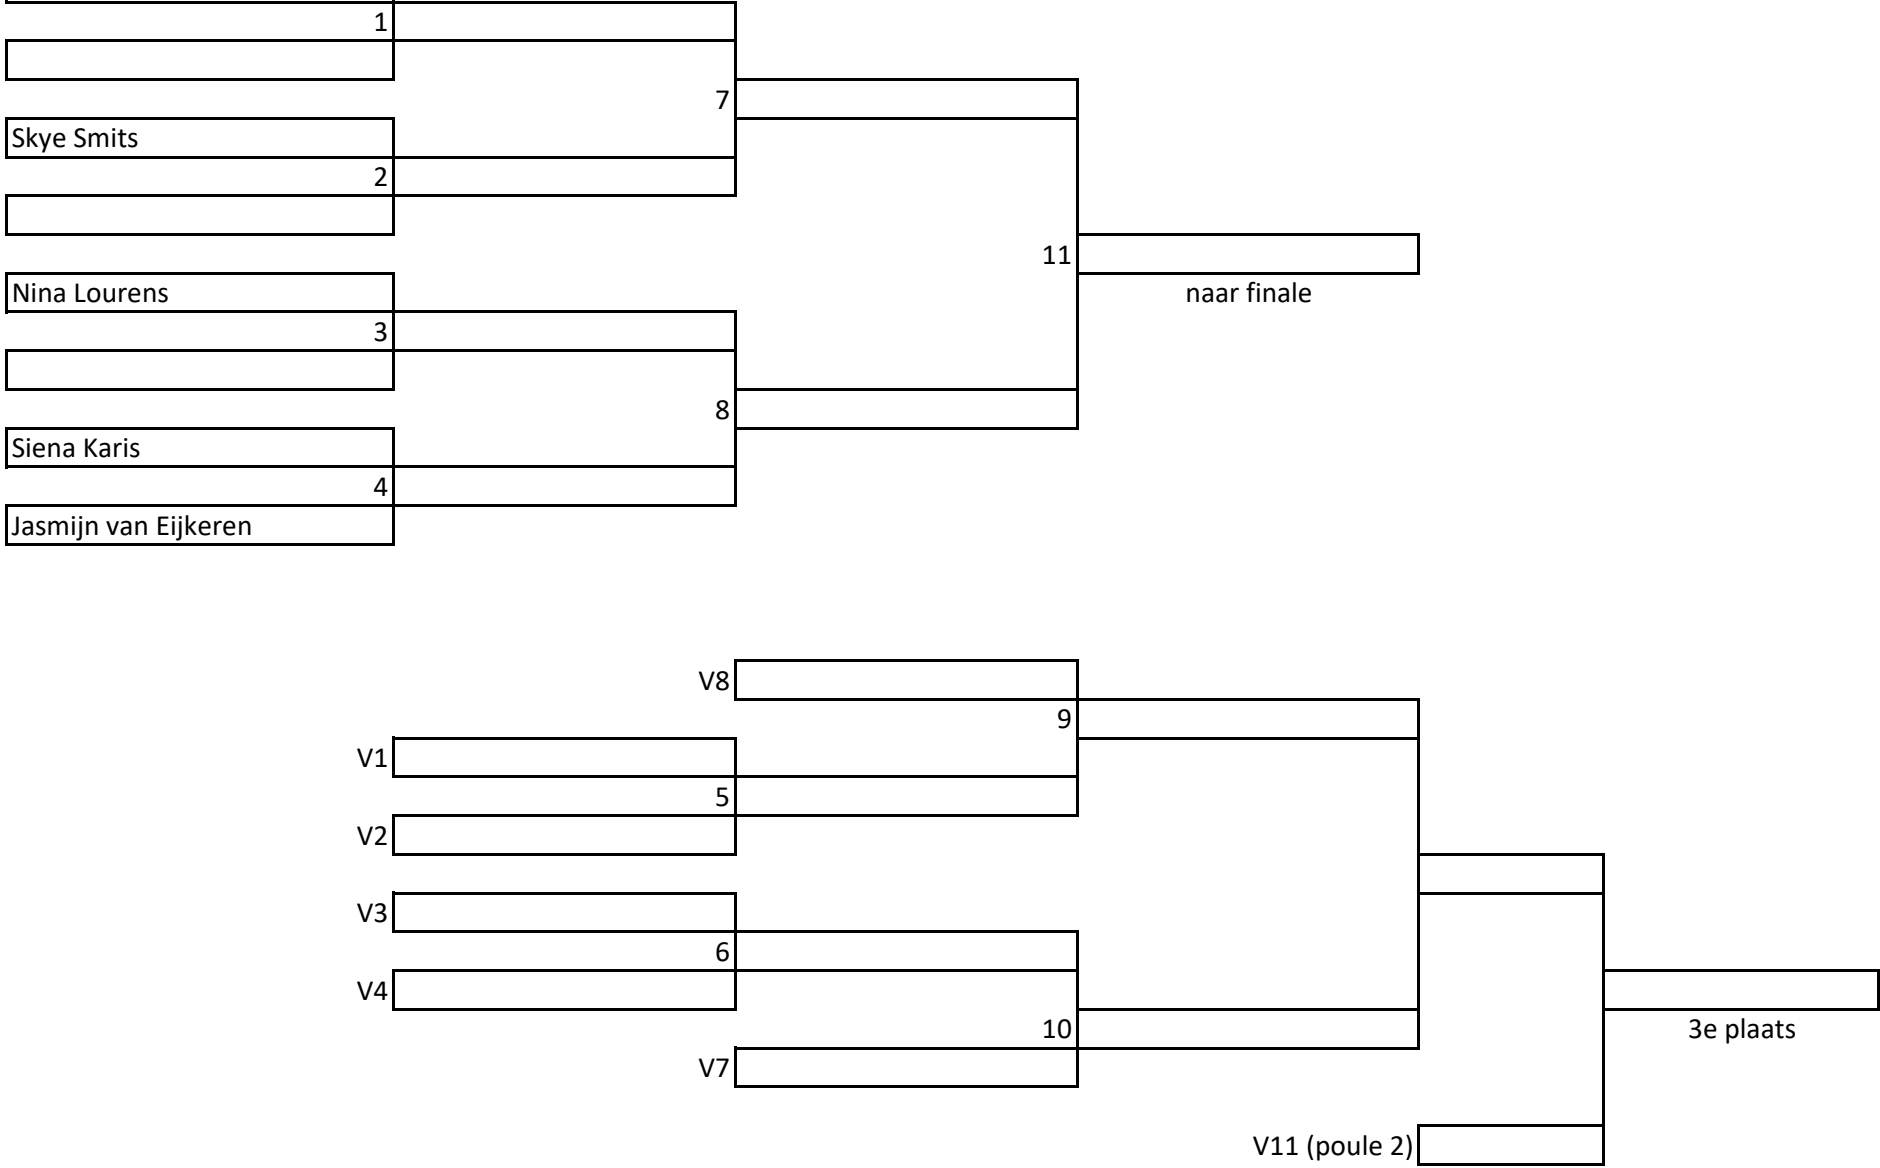 1
7
Skye Smits
2
11
Nina Lourens
naar finale
3
8
Siena Karis
4
Jasmijn van Eijkeren
V8
9
V1
5
V2
V3
6
V4
10
3e plaats
V7
V11 (poule 2)